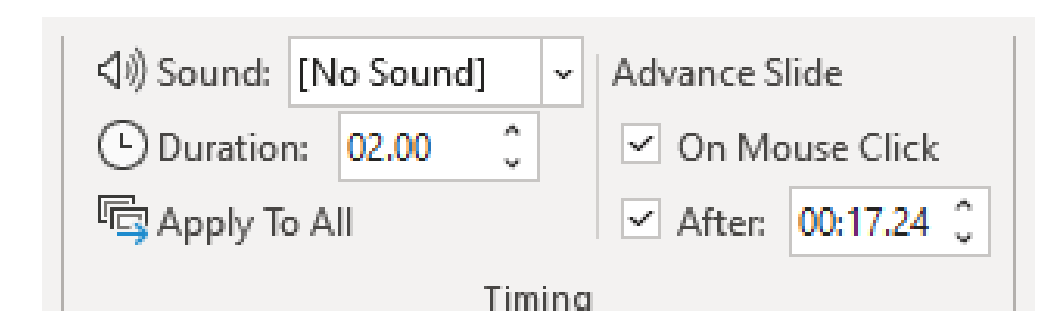 Sound: [No Sound]
Duration: 02.00
Apply To All
Advance Slide
On Mouse Click
After: 00:17.24
Timing